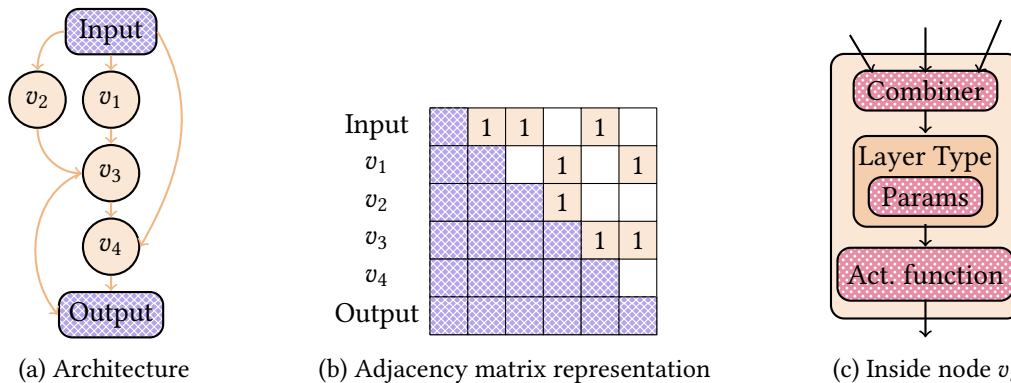 Input
v₂ v₁
v₃
v₄
Output
(a) Architecture
Input 1 1 1
v₁ 1 1
v₂ 1
v₃ 1 1
v₄
Output
(b) Adjacency matrix representation
Combiner
Layer Type
Params
Act. function
(c) Inside node v